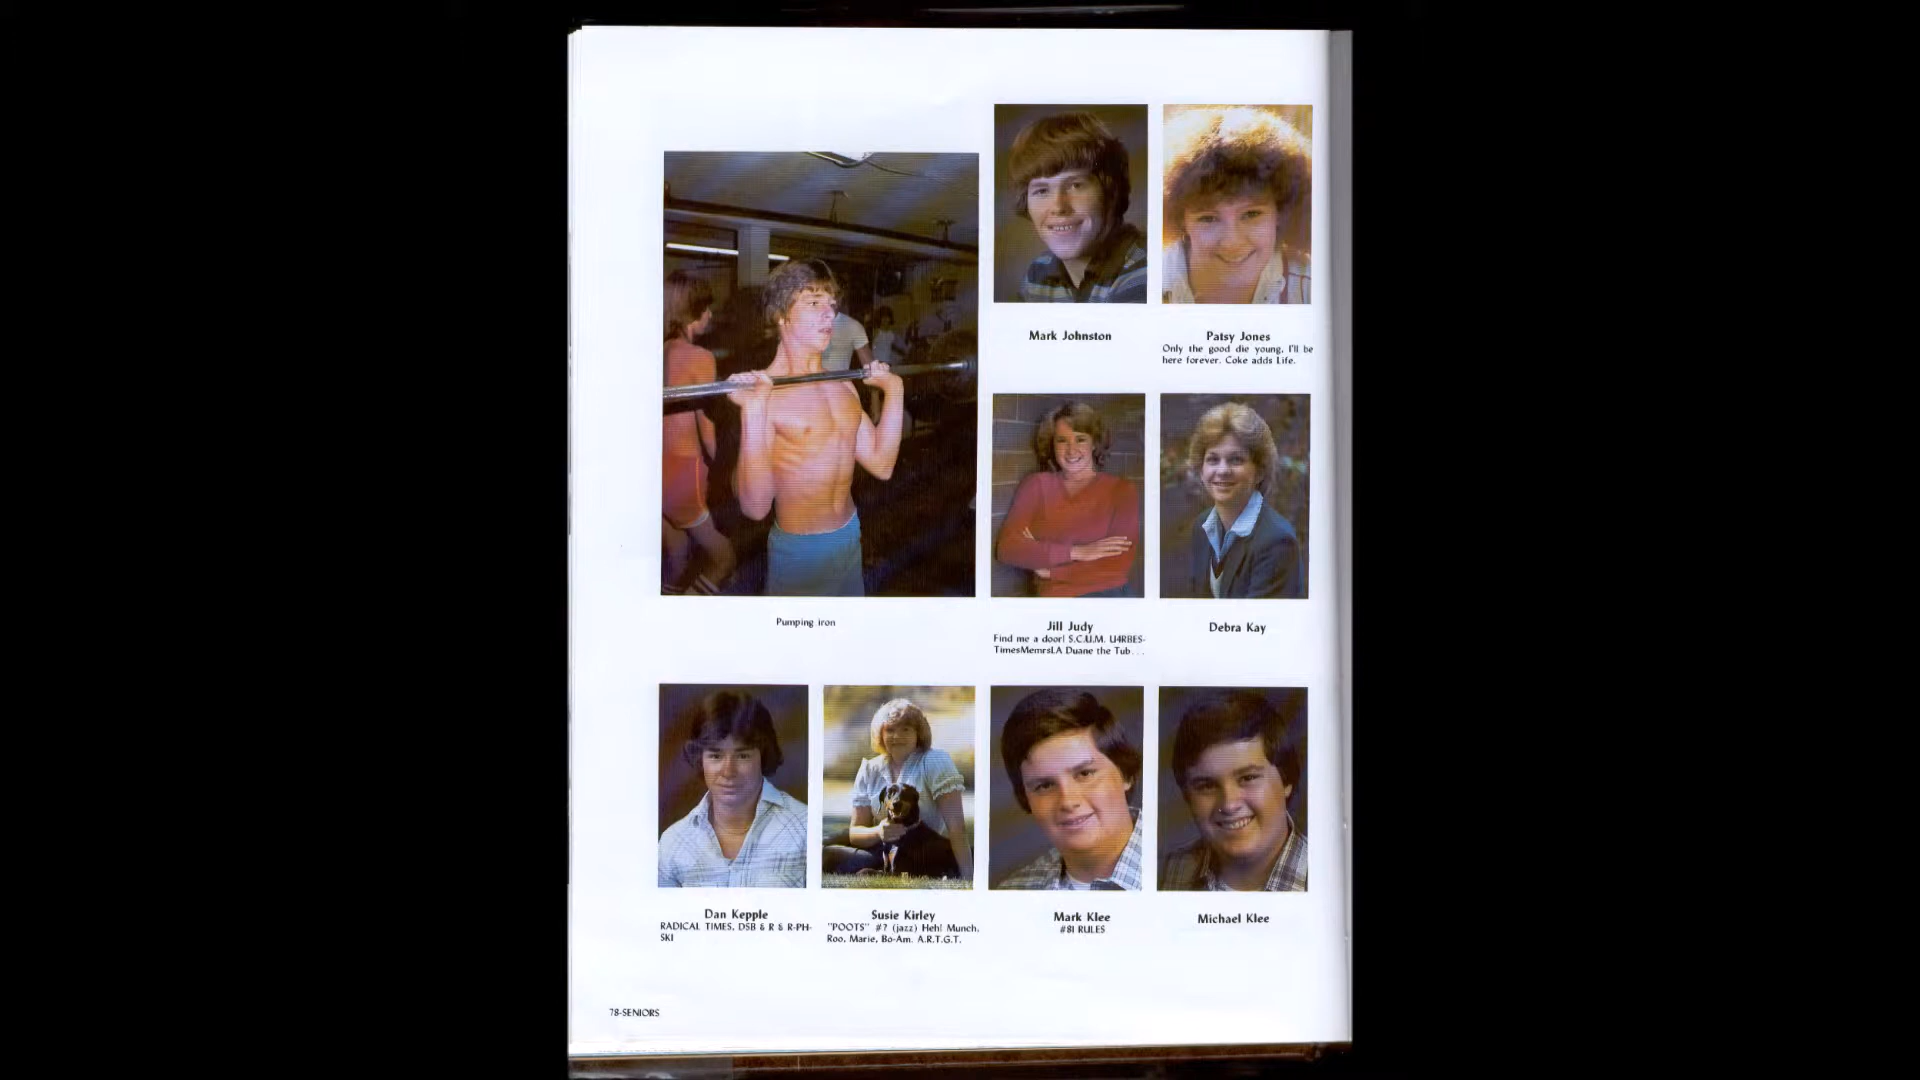 Mark Johnston
Patsy Jones
Only the good die young, I'll be
here forever. Coke adds Life.
Pumping iron
Jill Judy
Find me a door! S.C.U.M. U4RBES-
TimesMemrsLA Duane the Tub . . .
Debra Kay
Dan Kepple
RADICAL TIMES, DSB & R & R-PH-
SKI
Susie Kirley
"POOTS" #? (jazz) Heh! Munch,
Roo, Marie, Bo-Am. A.R.T.G.T.
Mark Klee
#81 RULES
Michael Klee
78-SENIORS